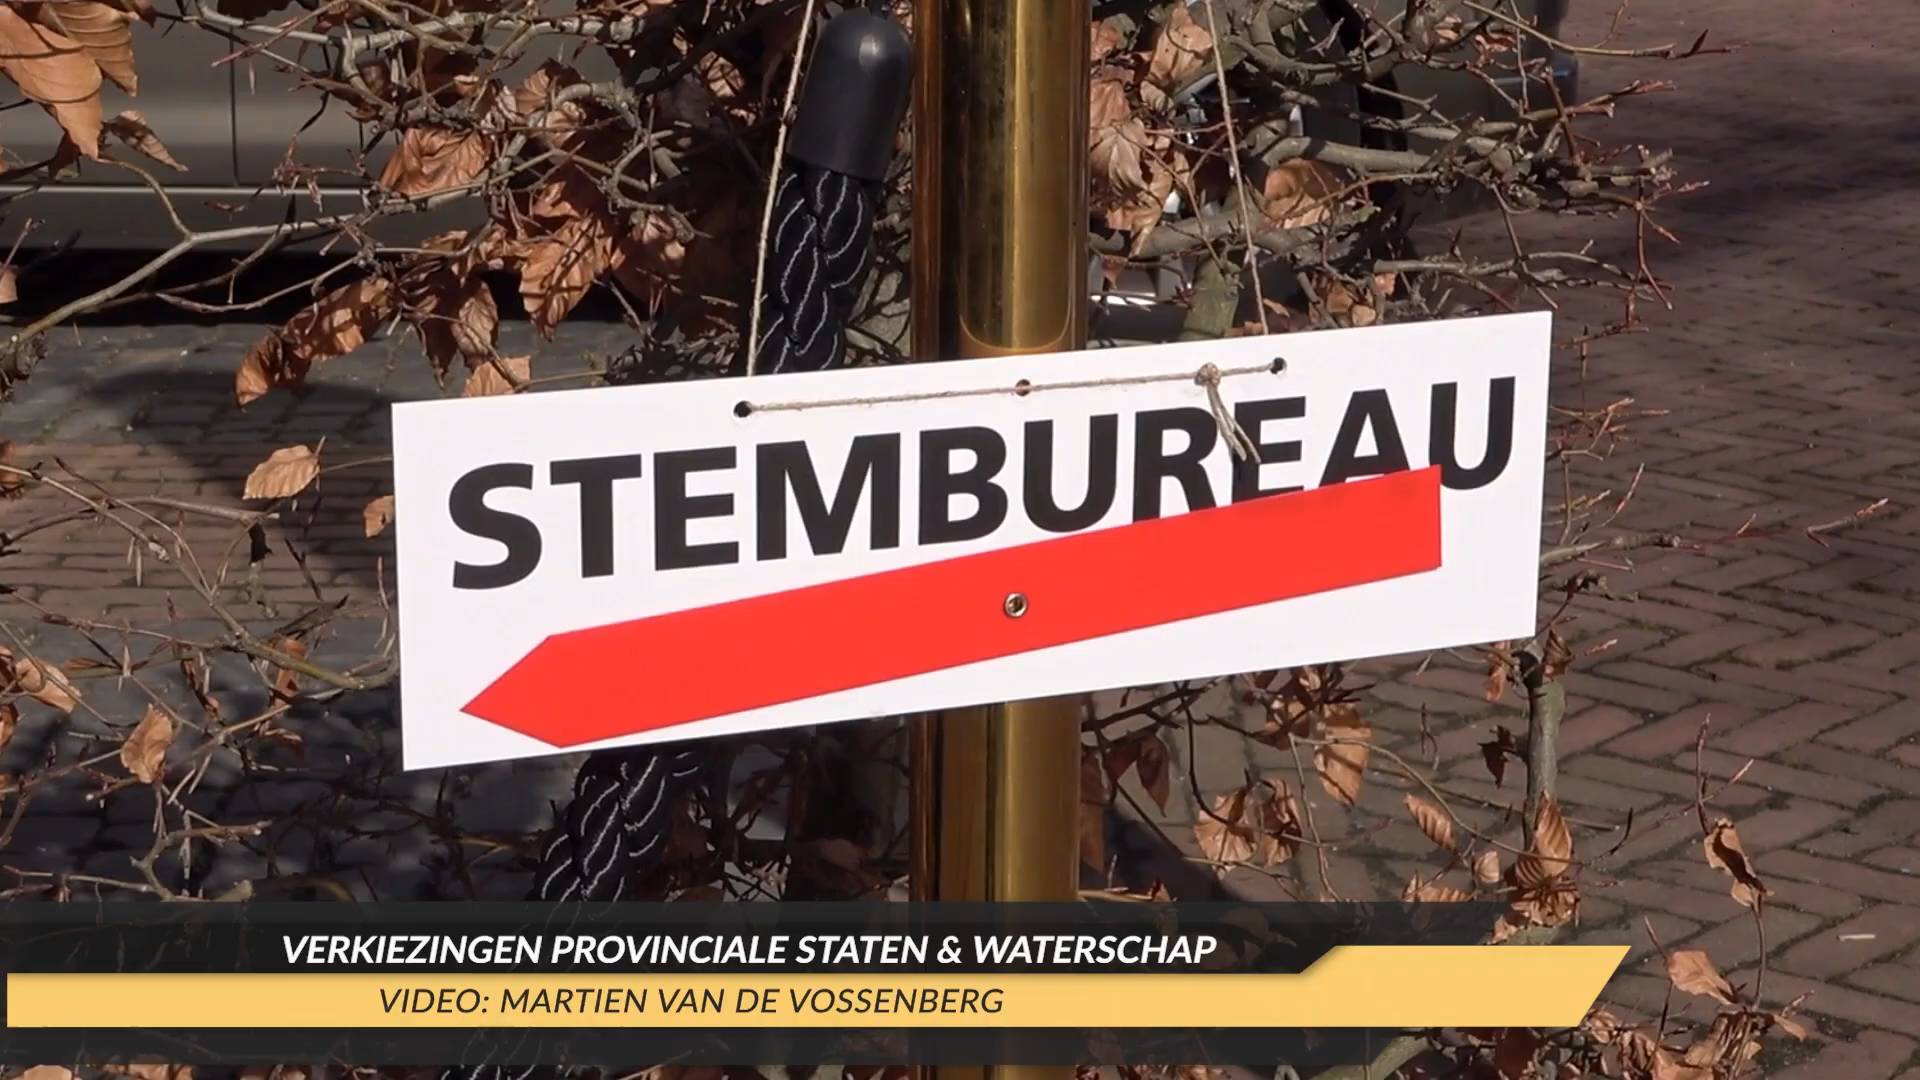 STEMBUREAU
VERKIEZINGEN PROVINCIALE STATEN & WATERSCHAP
VIDEO: MARTIEN VAN DE VOSSENBERG